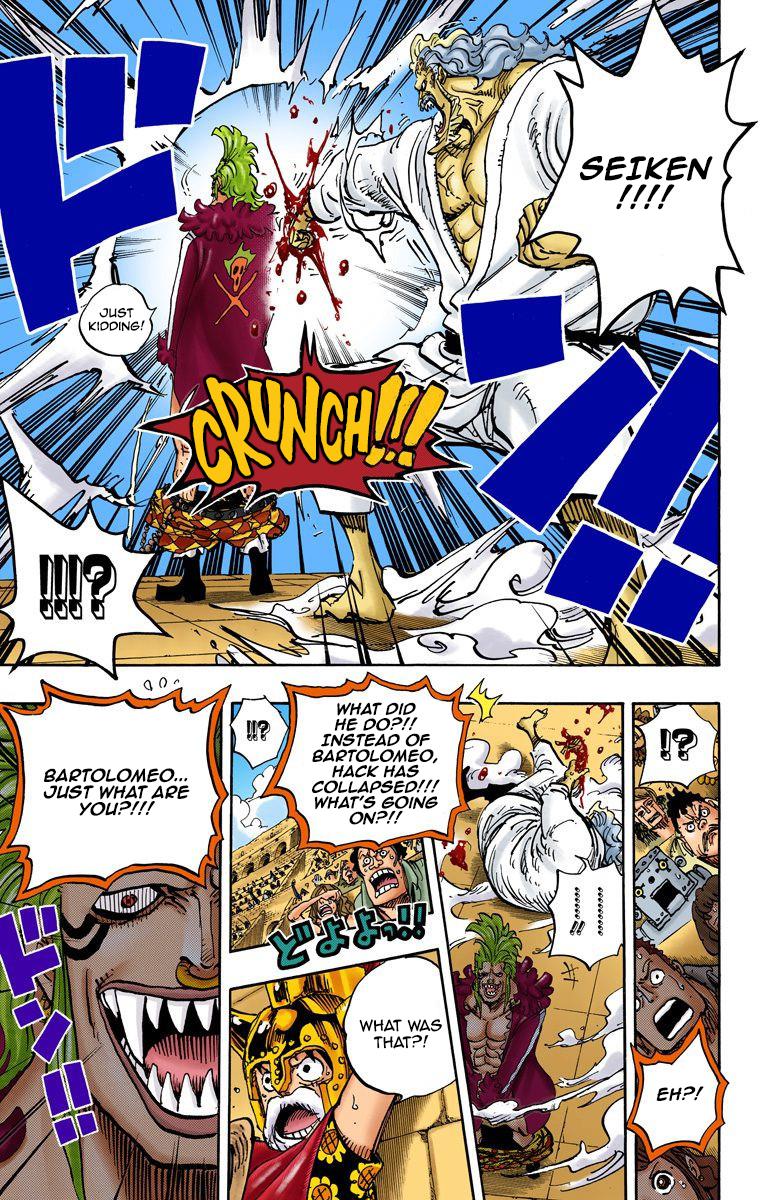 ドン!!
SEIKEN
!!!!
JUST
KIDDING!
CRUNCH!!!
!!!?
!?
EH?!
!!!!!!
WHAT DID
HE DO?!!
INSTEAD OF
BARTOLOMEO,
HACK HAS
COLLAPSED!!!
WHAT'S GOING
ON?!!
!!?
どよよっ!!
WHAT WAS
THAT?!
BARTOLOMEO...
JUST WHAT ARE
YOU?!!!
ドン!!